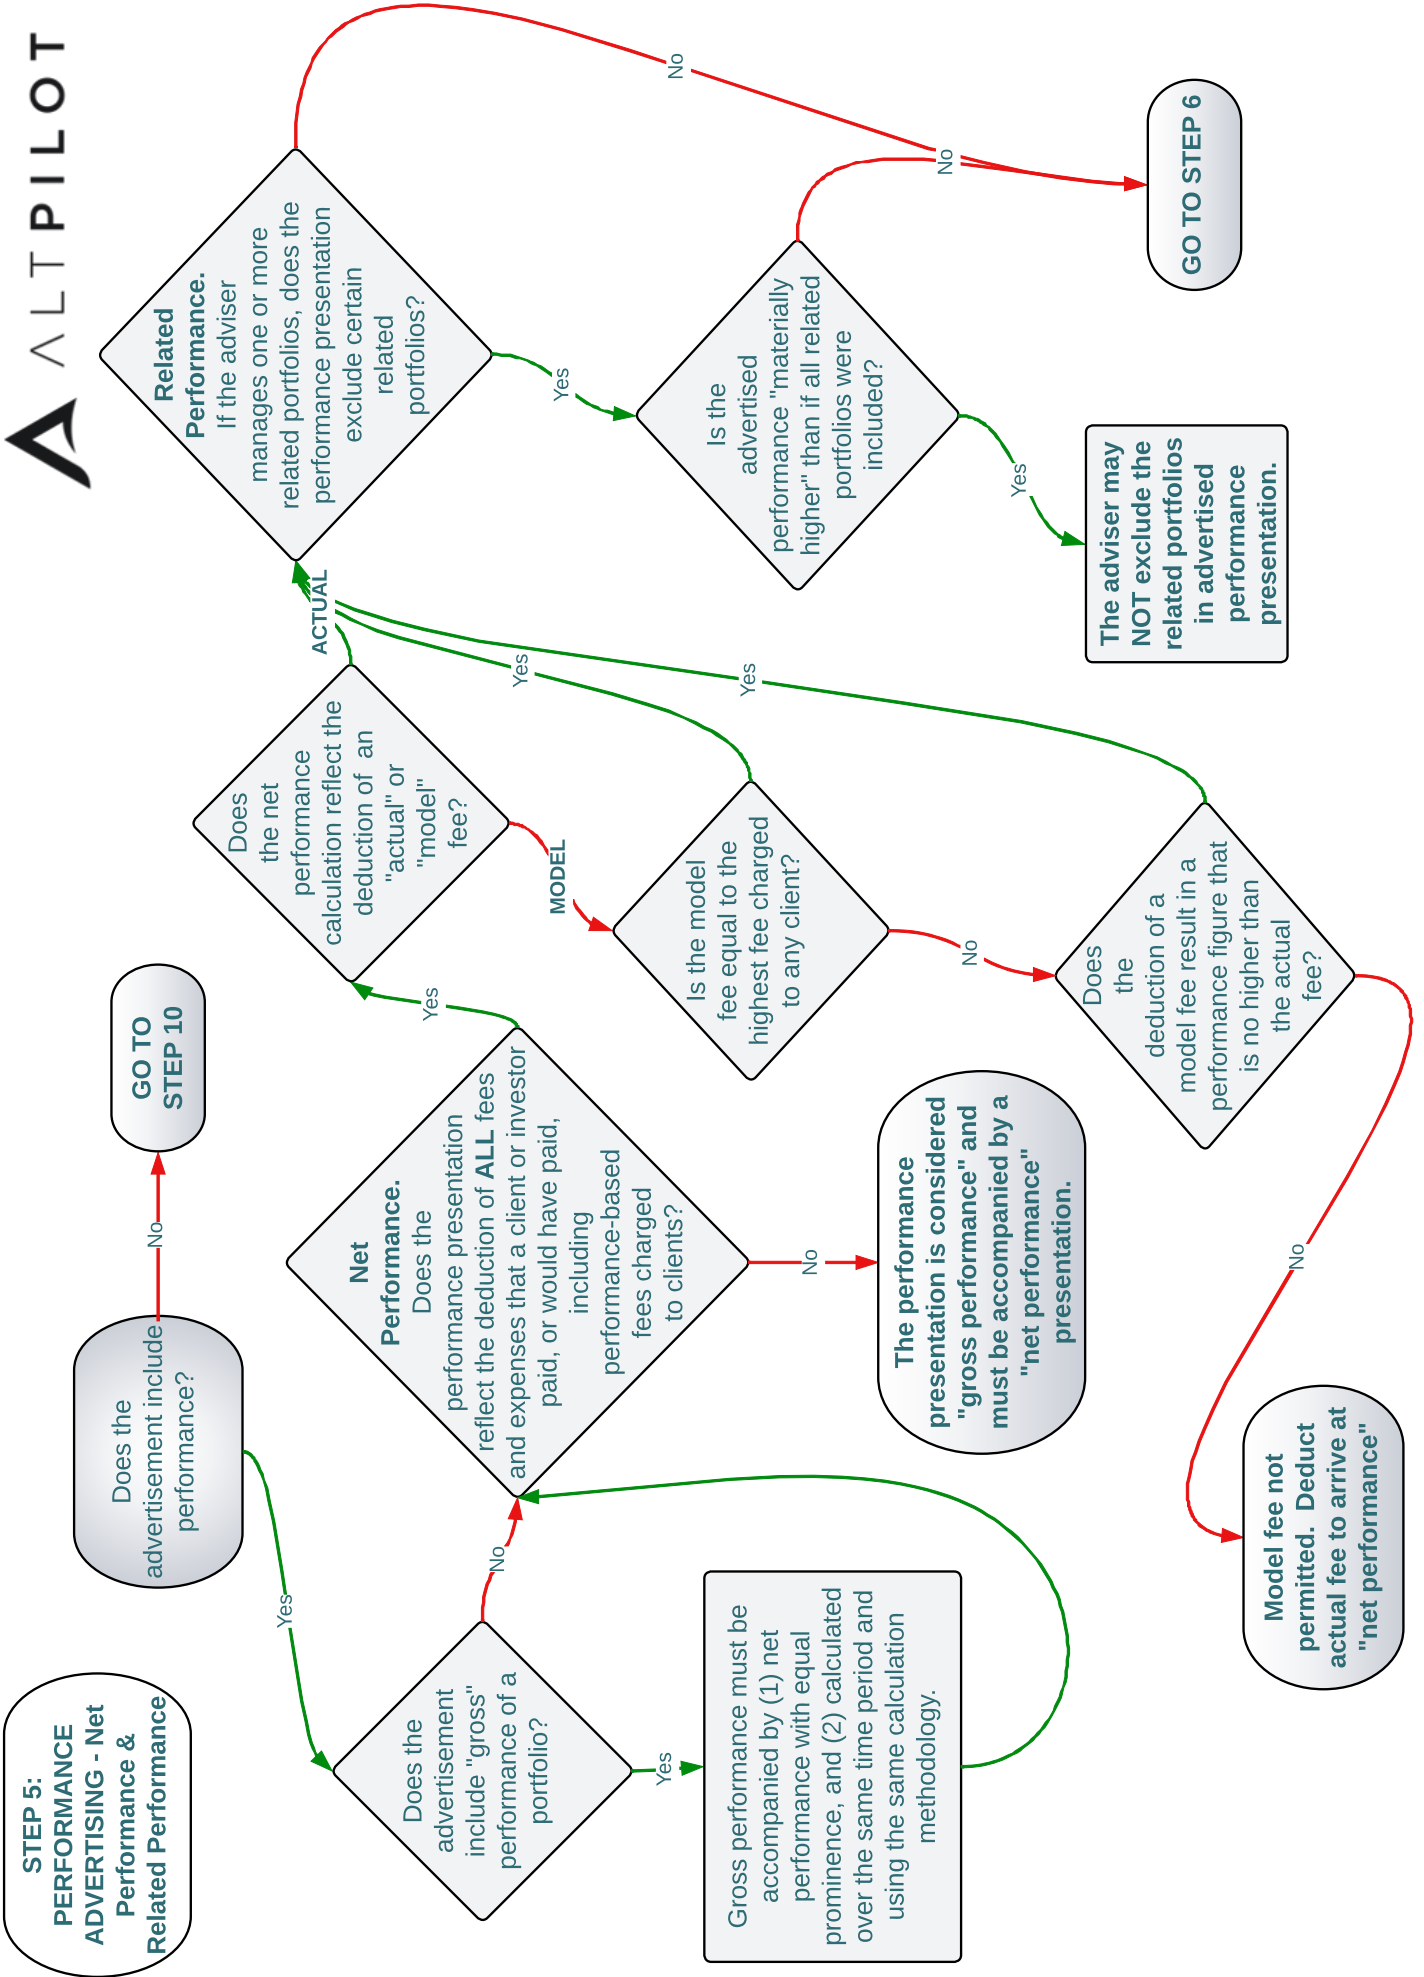 ALTPILOT
STEP 5:
PERFORMANCE
ADVERTISING - Net
Performance &
Related Performance
Does the
advertisement include
performance?
No
GO TO
STEP 10
Yes
Does the
advertisement
include "gross"
performance of a
portfolio?
No
Yes
Gross performance must be
accompanied by (1) net
performance with equal
prominence, and (2) calculated
over the same time period and
using the same calculation
methodology.
Net
Performance.
Does the
performance presentation
reflect the deduction of ALL fees
and expenses that a client or investor
paid, or would have paid,
including
performance-based
fees charged
to clients?
No
The performance
presentation is considered
"gross performance" and
must be accompanied by a
"net performance"
presentation.
Yes
Does
the net
performance
calculation reflect the
deduction of  an
"actual" or
"model"
fee?
ACTUAL
MODEL
Is the model
fee equal to the
highest fee charged
to any client?
Yes
No
Does
the
deduction of a
model fee result in a
performance figure that
is no higher than
the actual
fee?
Yes
No
Model fee not
permitted.  Deduct
actual fee to arrive at
"net performance"
Related
Performance.
If the adviser
manages one or more
related portfolios, does the
performance presentation
exclude certain
related
portfolios?
No
Yes
Is the
advertised
performance "materially
higher" than if all related
portfolios were
included?
No
Yes
The adviser may
NOT exclude the
related portfolios
in advertised
performance
presentation.
GO TO STEP 6